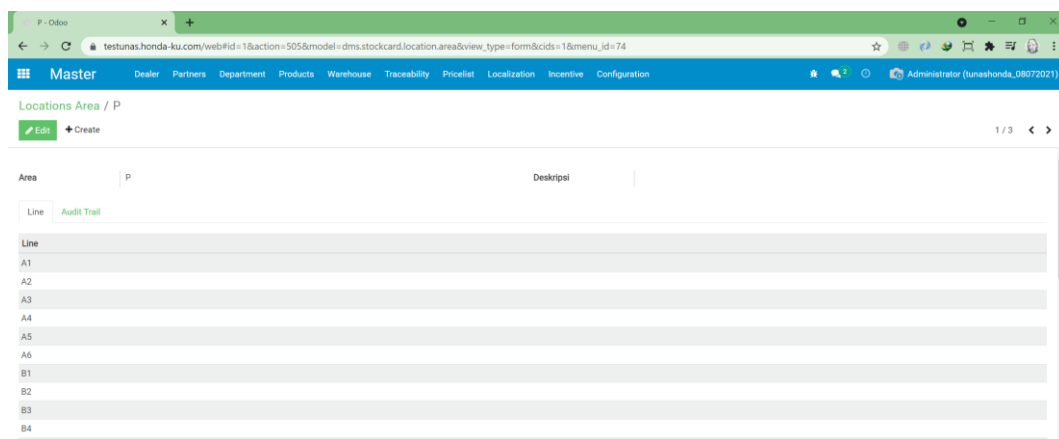 P - Odoo
testunas.honda-ku.com/web#id=1&action=505&model=dms.stockcard.location.area&view_type=form&cids=1&menu_id=74
Master Dealer Partners Department Products Warehouse Traceability Pricelist Localization Incentive Configuration 2 Administrator (tunashonda_08072021)
Locations Area / P
Edit + Create 1 / 3
Area P Deskripsi
Line Audit Trail
Line
A1
A2
A3
A4
A5
A6
B1
B2
B3
B4